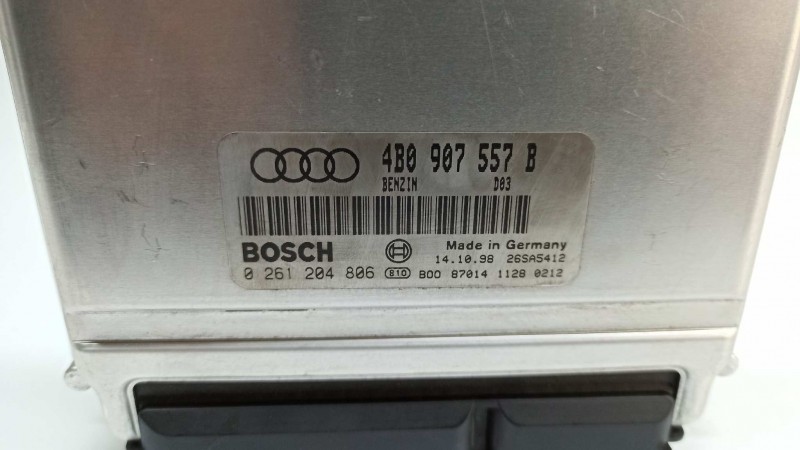 4B0 907 557 B
BENZIN D03
BOSCH Made in Germany
14.10.98 26SA5412
0 261 204 806 810 B00 87014 1128 0212